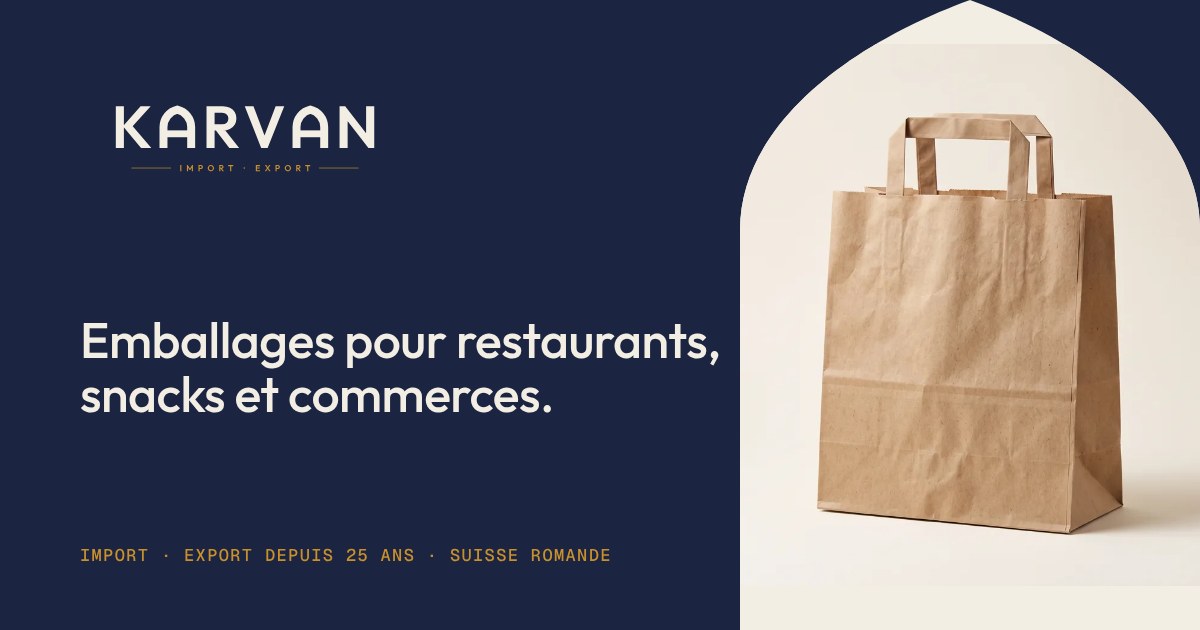 KARVAN
IMPORT · EXPORT
Emballages pour restaurants,
snacks et commerces.
IMPORT · EXPORT DEPUIS 25 ANS · SUISSE ROMANDE